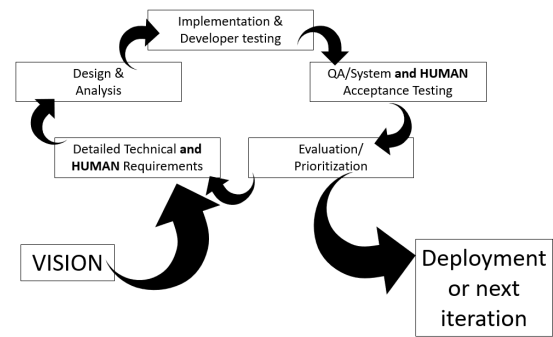 Implementation &
Developer testing
Design &
Analysis
QA/System and HUMAN
Acceptance Testing
Detailed Technical and
HUMAN Requirements
Evaluation/
Prioritization
VISION
Deployment
or next
iteration